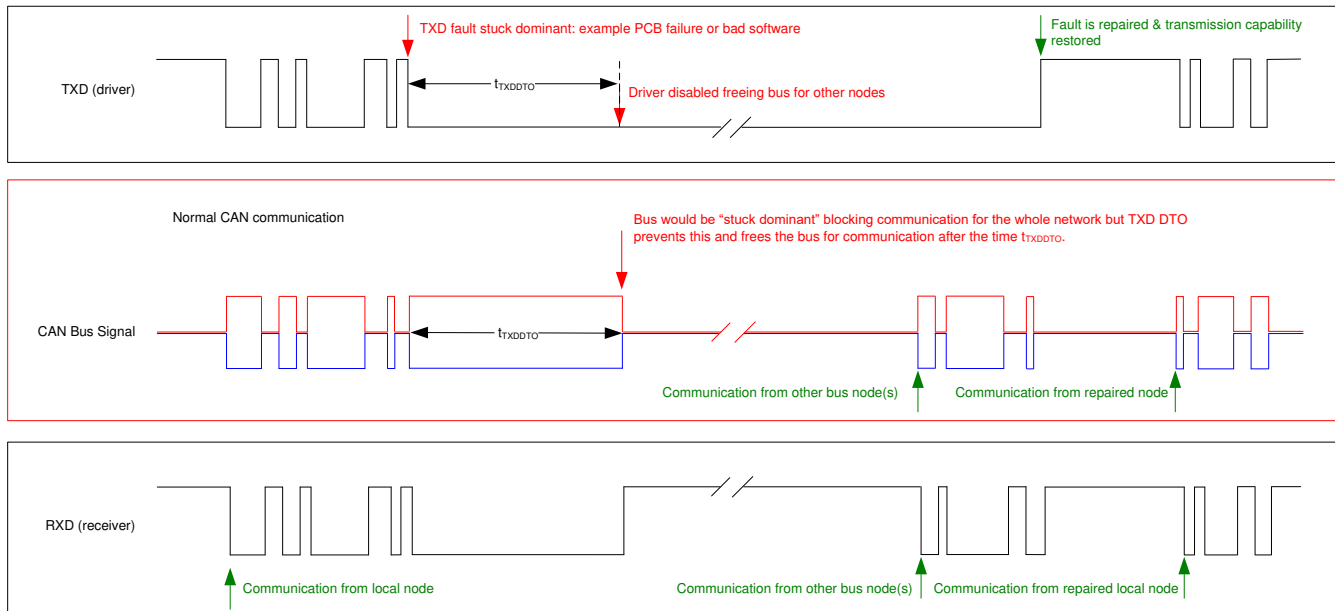 TXD fault stuck dominant: example PCB failure or bad software
Fault is repaired & transmission capability
restored
TXD (driver)
tTXDDTO
Driver disabled freeing bus for other nodes
Normal CAN communication
Bus would be “stuck dominant” blocking communication for the whole network but TXD DTO
prevents this and frees the bus for communication after the time tTXDDTO.
CAN Bus Signal
tTXDDTO
Communication from other bus node(s)
Communication from repaired node
RXD (receiver)
Communication from local node
Communication from other bus node(s)
Communication from repaired local node